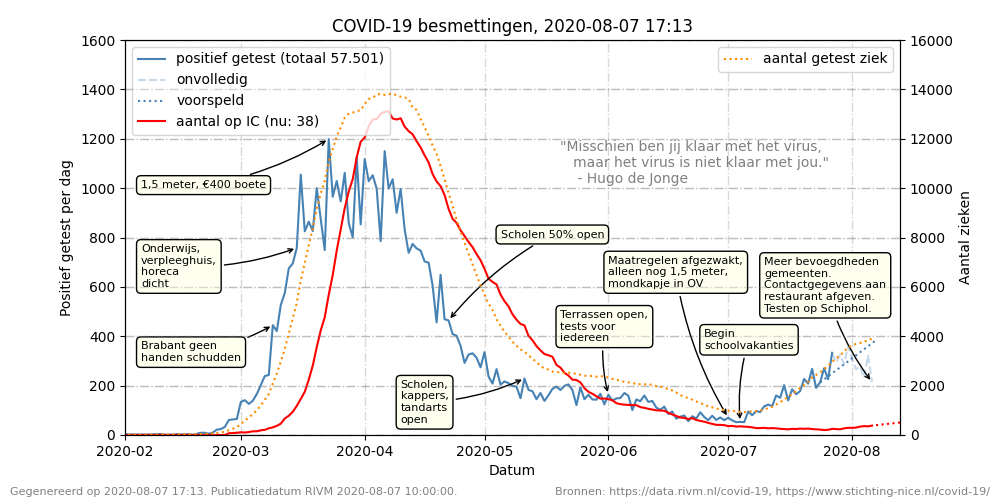 COVID-19 besmettingen, 2020-08-07 17:13
positief getest (totaal 57.501)
onvolledig
voorspeld
aantal op IC (nu: 38)
aantal getest ziek
"Misschien ben jij klaar met het virus,
maar het virus is niet klaar met jou."
- Hugo de Jonge
1,5 meter, €400 boete
Onderwijs,
verpleeghuis,
horeca
dicht
Brabant geen
handen schudden
Scholen 50% open
Scholen,
kappers,
tandarts
open
Terrassen open,
tests voor
iedereen
Maatregelen afgezwakt,
alleen nog 1,5 meter,
mondkapje in OV
Begin
schoolvakanties
Meer bevoegdheden
gemeenten.
Contactgegevens aan
restaurant afgeven.
Testen op Schiphol.
Positief getest per dag
1600
1400
1200
1000
800
600
400
200
0
Aantal zieken
16000
14000
12000
10000
8000
6000
4000
2000
0
2020-02
2020-03
2020-04
2020-05
2020-06
2020-07
2020-08
Datum
Gegenereerd op 2020-08-07 17:13. Publicatiedatum RIVM 2020-08-07 10:00:00.
Bronnen: https://data.rivm.nl/covid-19, https://www.stichting-nice.nl/covid-19/